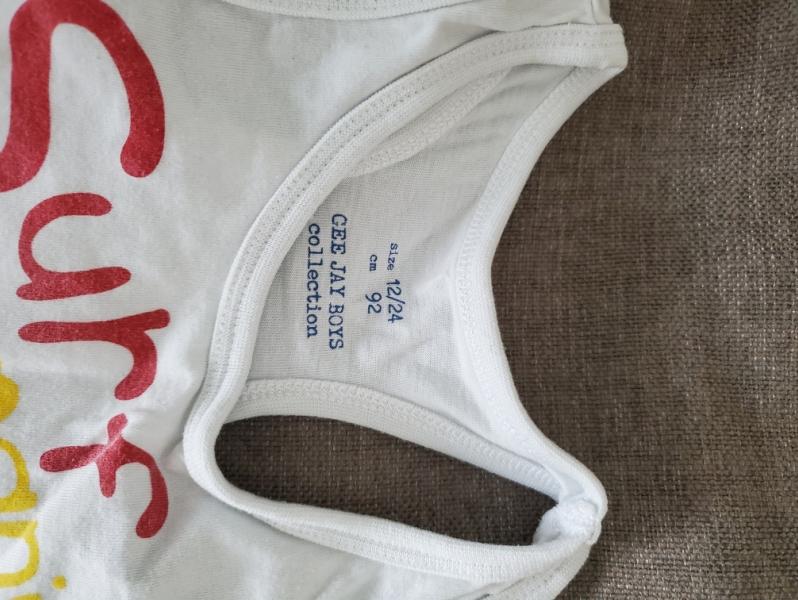 size 12/24
cm 92
GEE JAY BOYS
collection
Surf